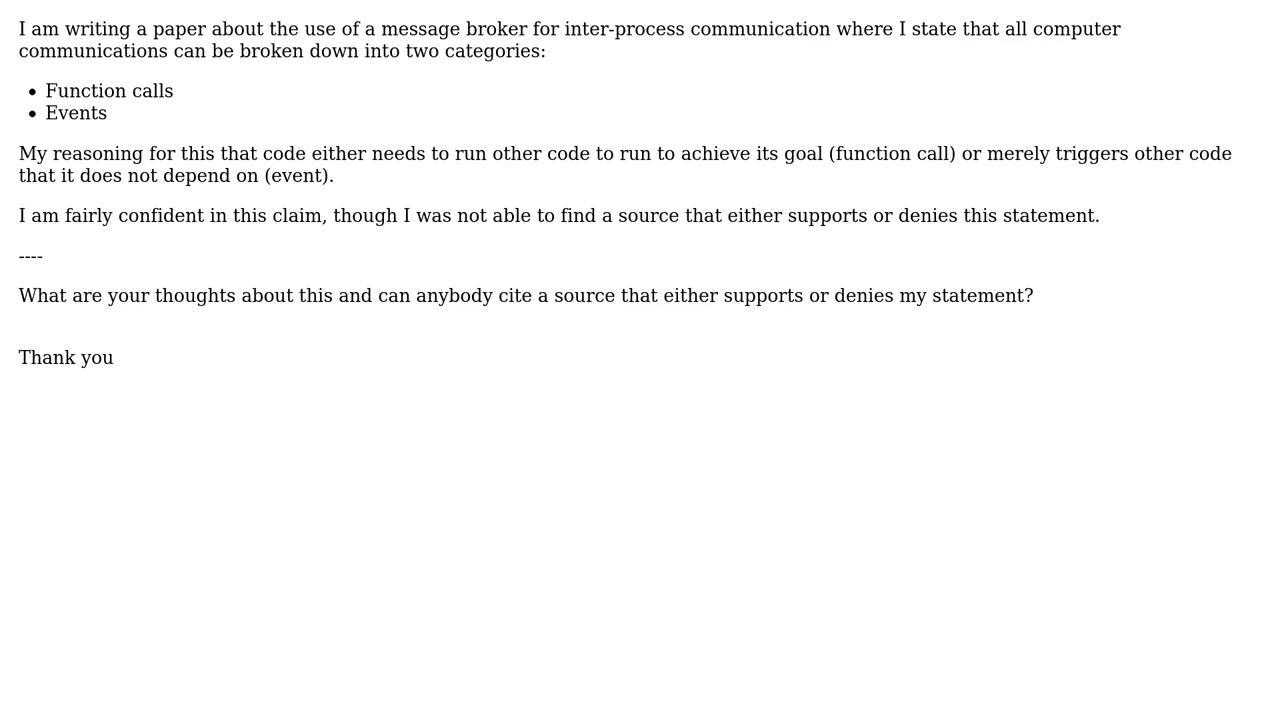 I am writing a paper about the use of a message broker for inter-process communication where I state that all computer
communications can be broken down into two categories:
• Function calls
• Events
My reasoning for this that code either needs to run other code to run to achieve its goal (function call) or merely triggers other code
that it does not depend on (event).
I am fairly confident in this claim, though I was not able to find a source that either supports or denies this statement.
----
What are your thoughts about this and can anybody cite a source that either supports or denies my statement?
Thank you